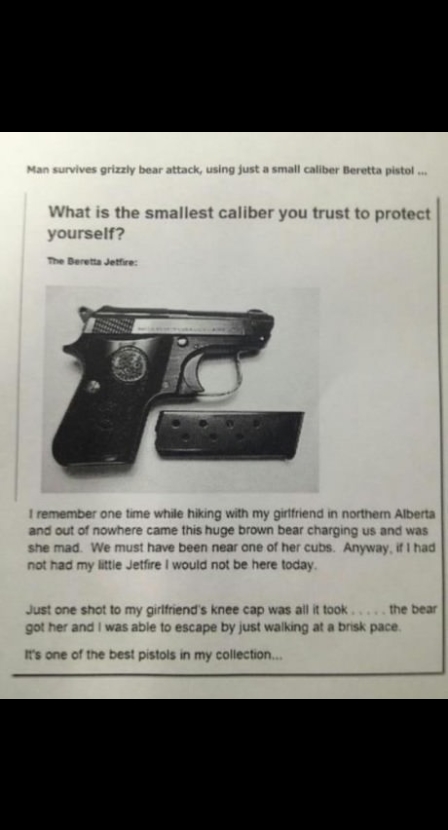 Man survives grizzly bear attack, using just a small caliber Beretta pistol ...
What is the smallest caliber you trust to protect
yourself?
The Beretta Jetfire:
I remember one time while hiking with my girlfriend in northern Alberta
and out of nowhere came this huge brown bear charging us and was
she mad. We must have been near one of her cubs. Anyway, if I had
not had my little Jetfire I would not be here today.
Just one shot to my girlfriend's knee cap was all it took . . . . . the bear
got her and I was able to escape by just walking at a brisk pace.
It's one of the best pistols in my collection...